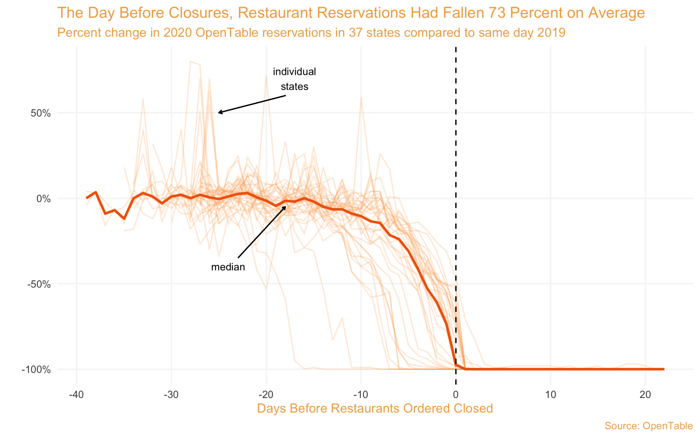 The Day Before Closures, Restaurant Reservations Had Fallen 73 Percent on Average
Percent change in 2020 OpenTable reservations in 37 states compared to same day 2019
individual
states
50%
0%
median
-50%
-100%
-40
-30
-20
-10
0
10
20
Days Before Restaurants Ordered Closed
Source: OpenTable